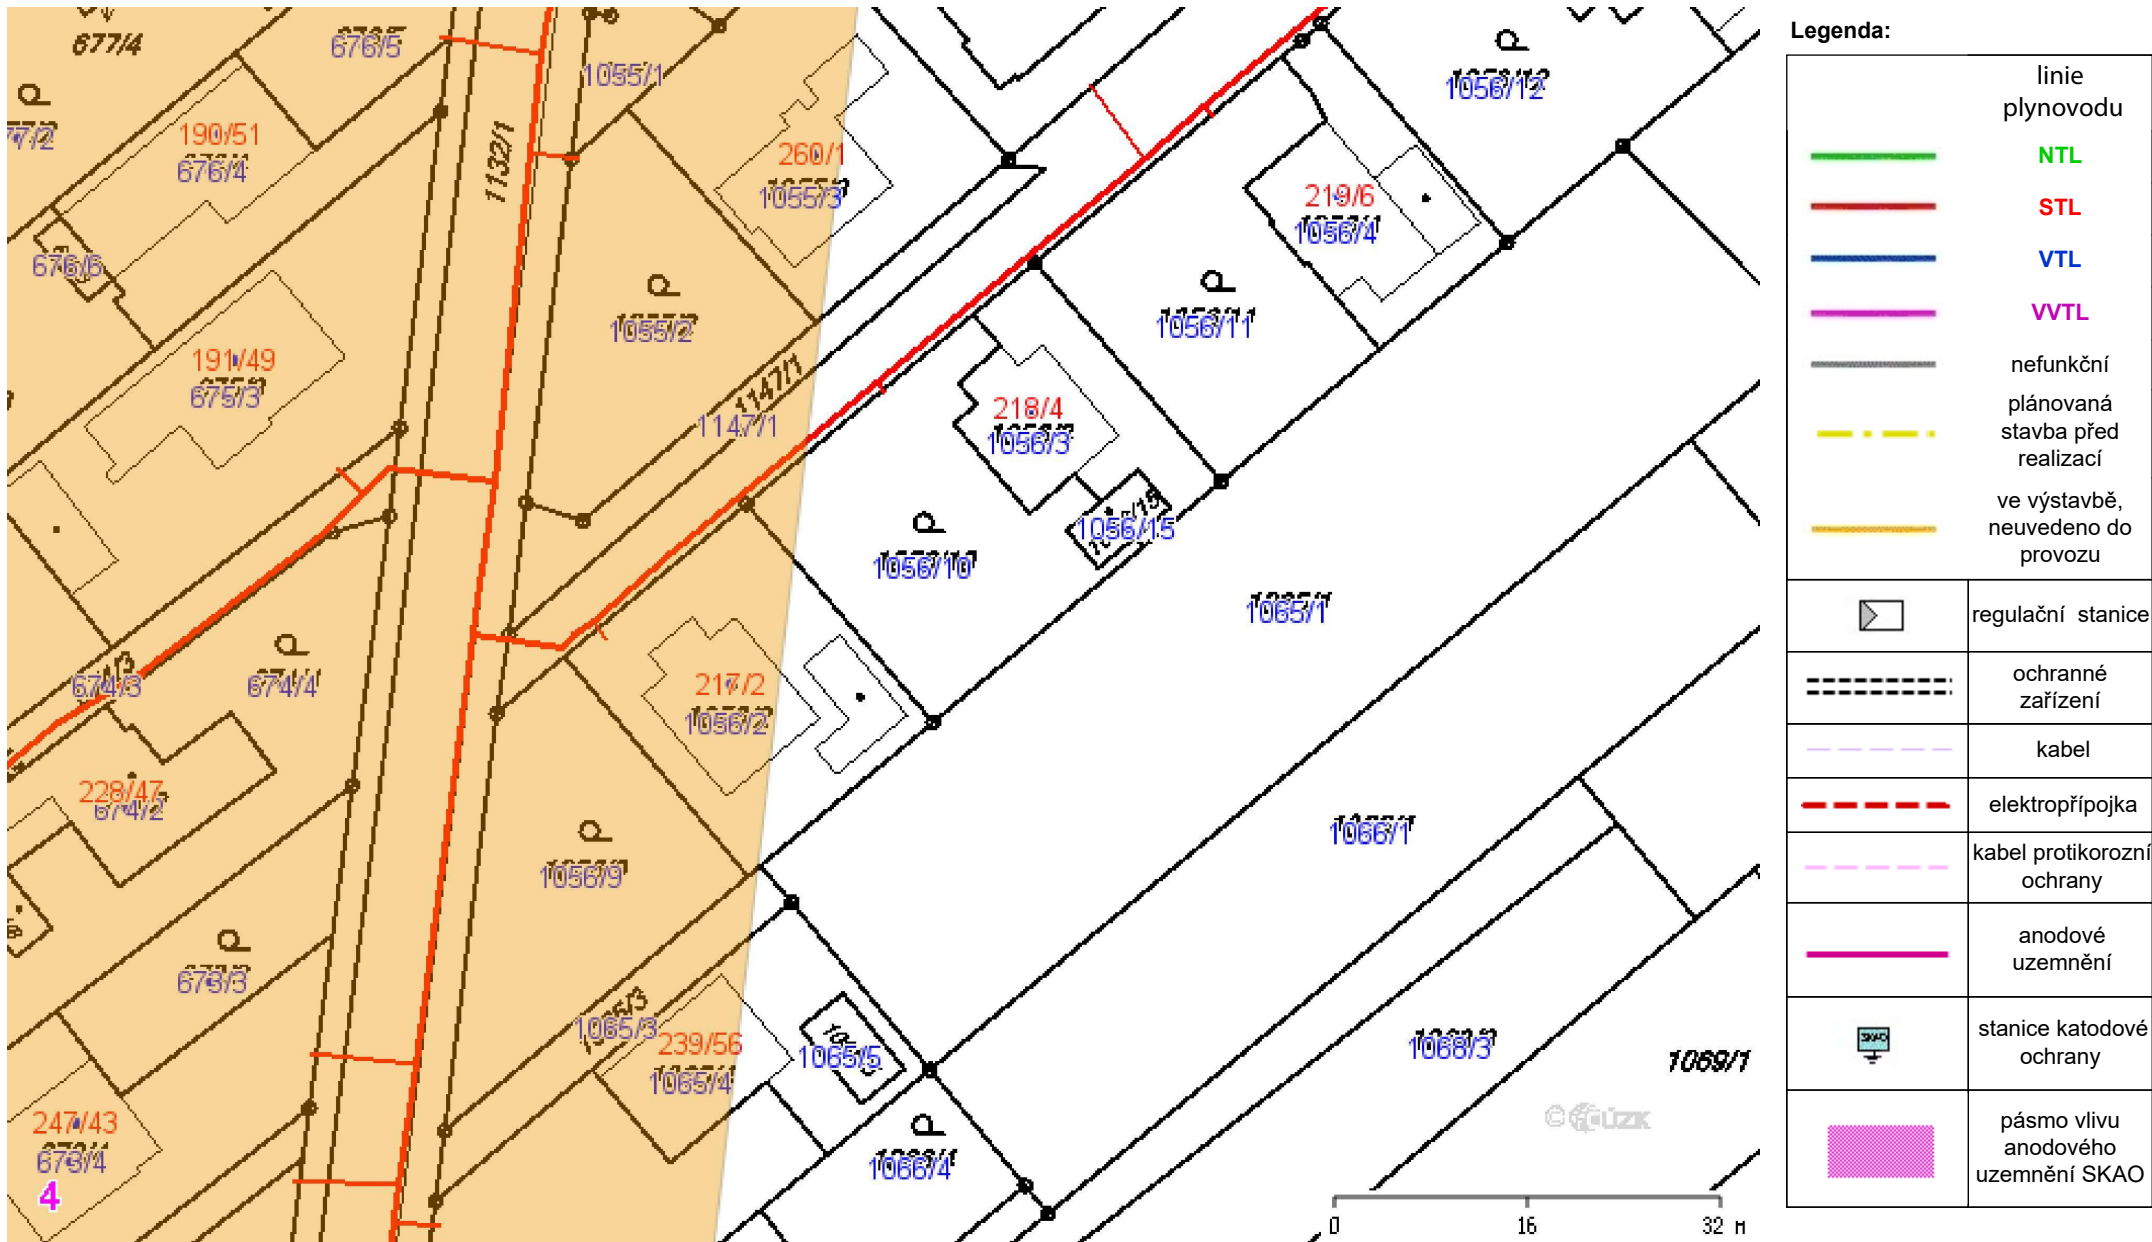 677/4
676/5
1055/1
1056/12
77/2
190/51
676/4
1132/1
260/1
1055/3
219/6
1056/4
676/6
1055/2
1056/11
191/49
675/3
1147/1
1147/1
218/4
1056/3
1056/15
1056/10
1065/1
674/3
674/4
217/2
1056/2
228/47
674/2
1066/1
1056/9
673/3
1065/3
239/56
1065/4
1065/5
1068/3
1069/1
247/43
673/4
4
1066/4
© ČÚZK
0 16 32 M
Legenda:
linie
plynovodu
NTL
STL
VTL
VVTL
nefunkční
plánovaná
stavba před
realizací
ve výstavbě,
neuvedeno do
provozu
regulační stanice
ochranné
zařízení
kabel
elektropřípojka
kabel protikorozní
ochrany
anodové
uzemnění
SKAO
stanice katodové
ochrany
pásmo vlivu
anodového
uzemnění SKAO